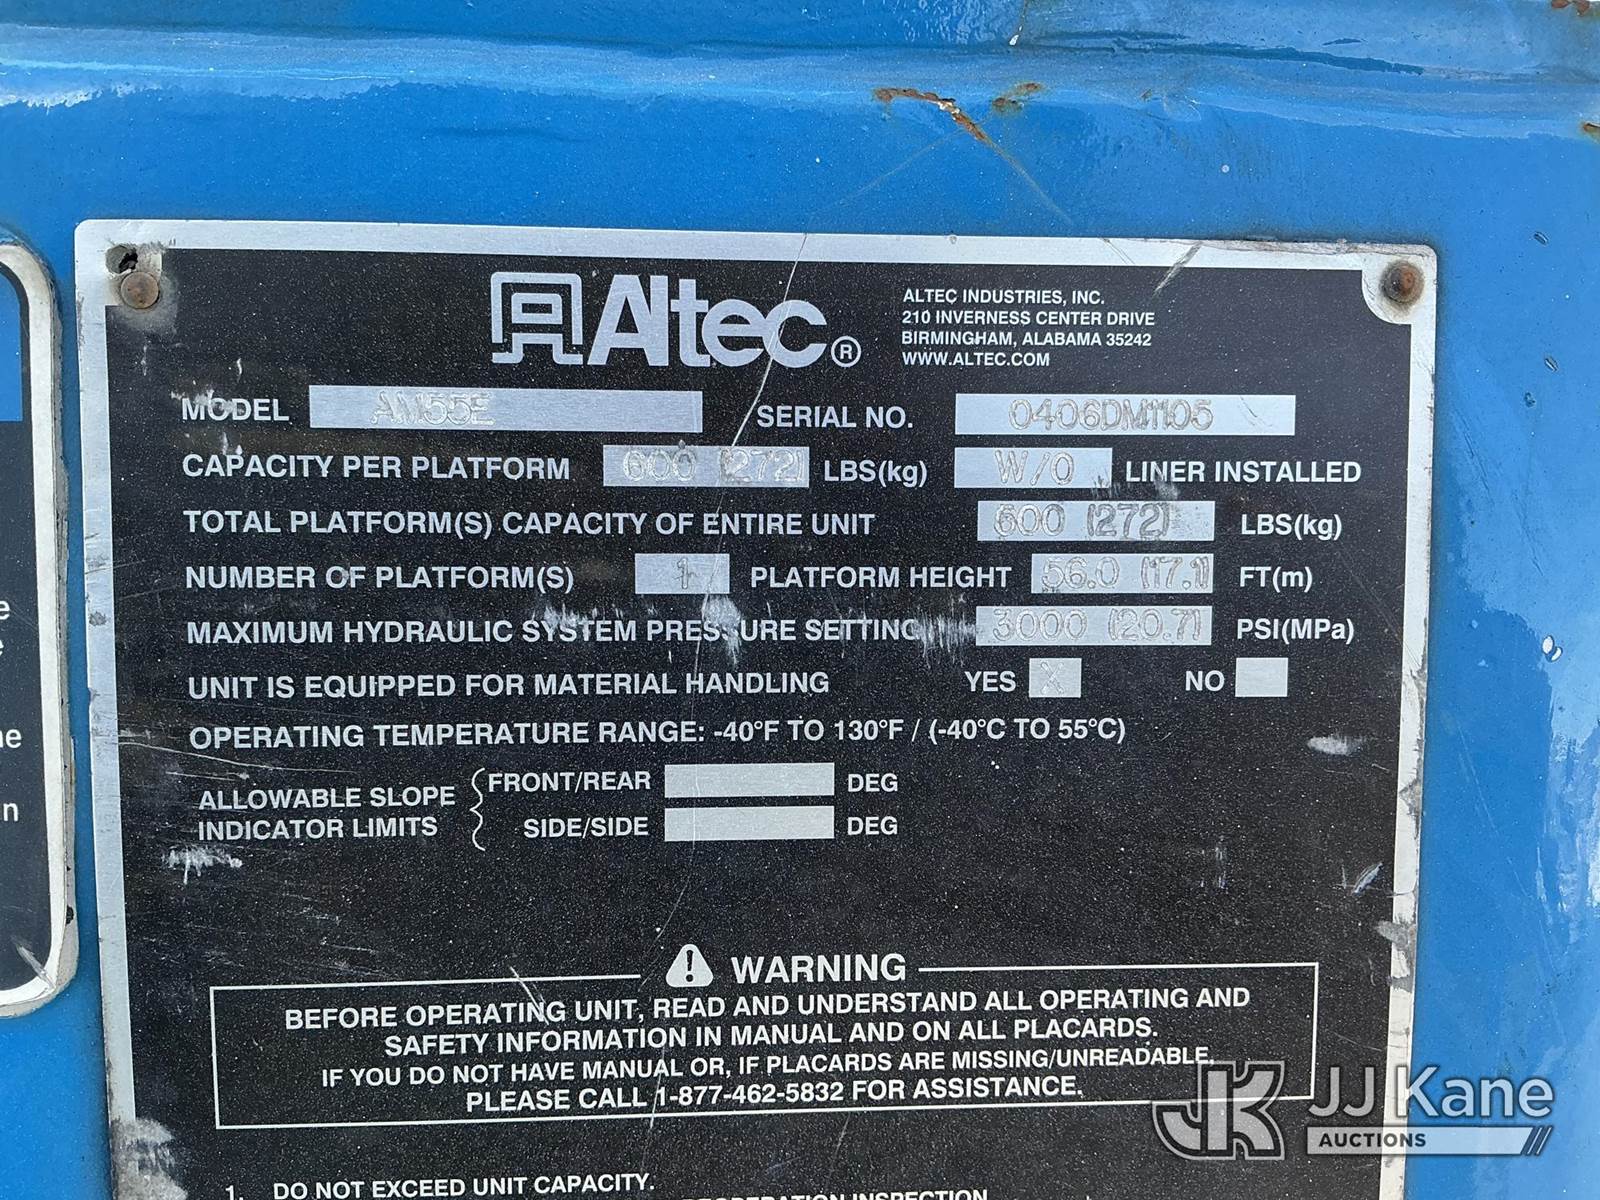 Altec®
ALTEC INDUSTRIES, INC.
210 INVERNESS CENTER DRIVE
BIRMINGHAM, ALABAMA 35242
WWW.ALTEC.COM
MODEL AM55E SERIAL NO. 0406DM1105
CAPACITY PER PLATFORM 600 (272) LBS(kg) W/O LINER INSTALLED
TOTAL PLATFORM(S) CAPACITY OF ENTIRE UNIT 600 (272) LBS(kg)
NUMBER OF PLATFORM(S) 1 PLATFORM HEIGHT 56.0 (17.1) FT(m)
MAXIMUM HYDRAULIC SYSTEM PRESSURE SETTING 3000 (20.7) PSI(MPa)
UNIT IS EQUIPPED FOR MATERIAL HANDLING YES X NO
OPERATING TEMPERATURE RANGE: -40°F TO 130°F / (-40°C TO 55°C)
ALLOWABLE SLOPE INDICATOR LIMITS
FRONT/REAR DEG
SIDE/SIDE DEG
WARNING
BEFORE OPERATING UNIT, READ AND UNDERSTAND ALL OPERATING AND
SAFETY INFORMATION IN MANUAL AND ON ALL PLACARDS.
IF YOU DO NOT HAVE MANUAL OR, IF PLACARDS ARE MISSING/UNREADABLE,
PLEASE CALL 1-877-462-5832 FOR ASSISTANCE.
1. DO NOT EXCEED UNIT CAPACITY.
INSPECTION
JJ Kane
AUCTIONS